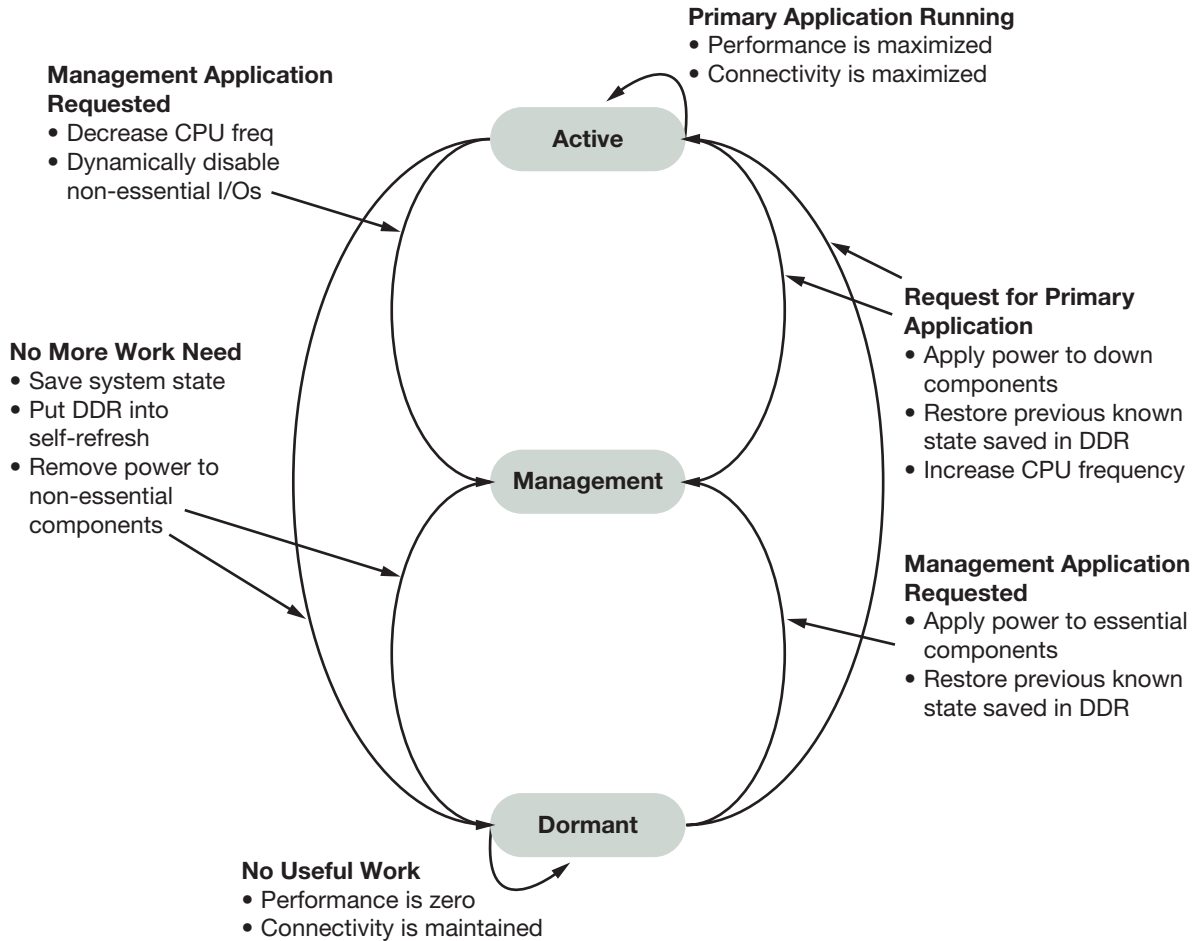 Primary Application Running
• Performance is maximized
• Connectivity is maximized
Management Application
Requested
• Decrease CPU freq
• Dynamically disable
non-essential I/Os
Active
Request for Primary
Application
• Apply power to down
components
• Restore previous known
state saved in DDR
• Increase CPU frequency
No More Work Need
• Save system state
• Put DDR into
self-refresh
• Remove power to
non-essential
components
Management
Management Application
Requested
• Apply power to essential
components
• Restore previous known
state saved in DDR
Dormant
No Useful Work
• Performance is zero
• Connectivity is maintained